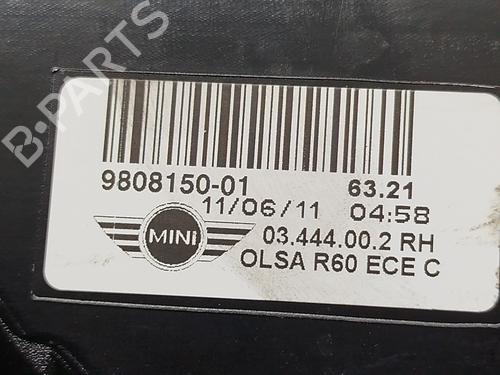 B-PARTS
9808150-01 63.21
11/06/11 04:58
MINI 03.444.00.2 RH
OLSA R60 ECE C